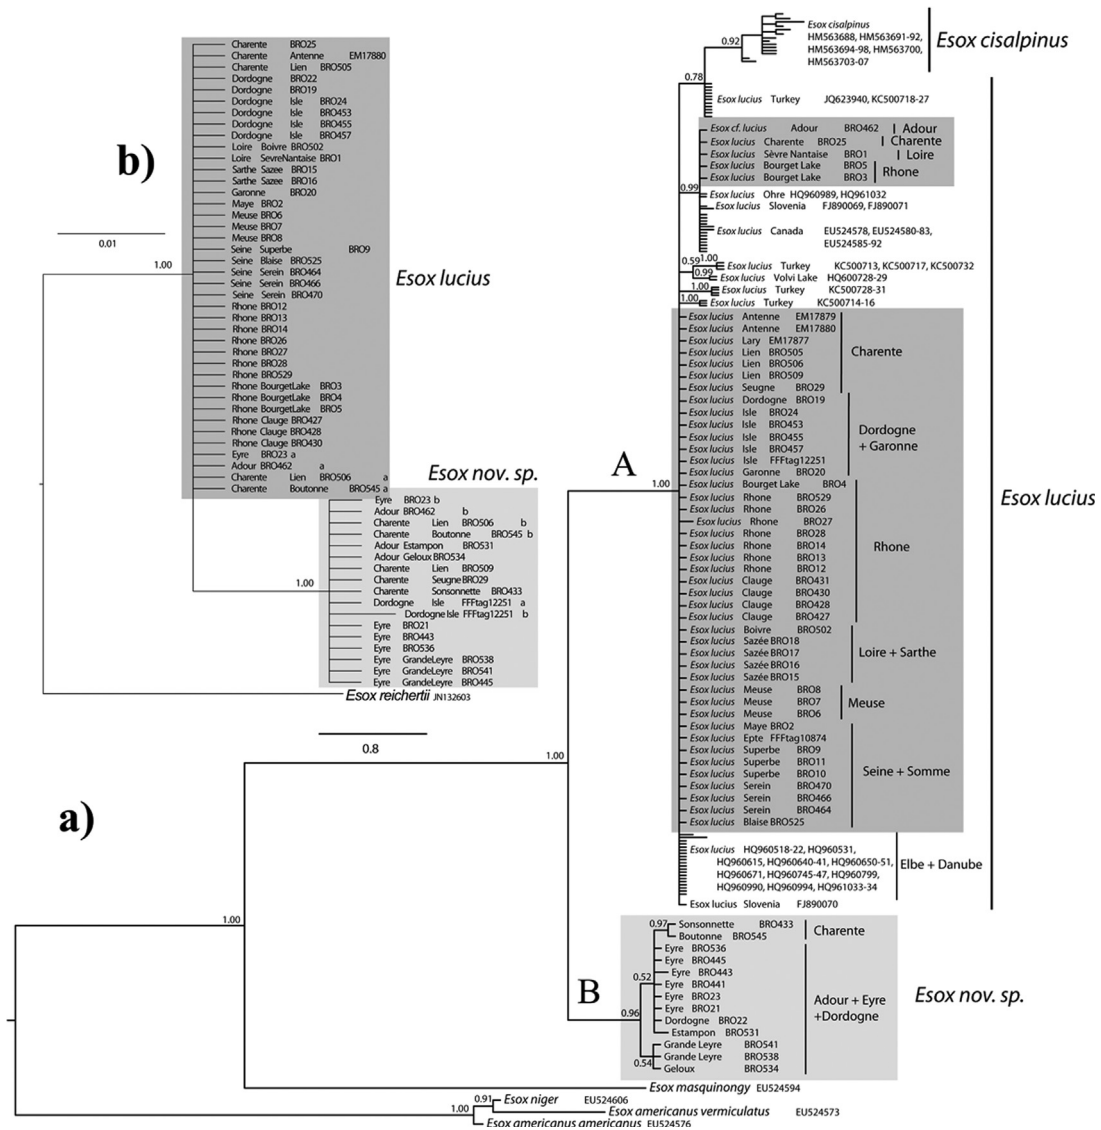 b)
Charente BRO25
Charente Antenne EM17880
Charente Lien BRO505
Dordogne BRO22
Dordogne BRO19
Dordogne Isle BRO24
Dordogne Isle BRO453
Dordogne Isle BRO455
Dordogne Isle BRO457
Loire Boivre BRO502
Loire SevreNantaise BRO1
Sarthe Sazee BRO15
Sarthe Sazee BRO16
Garonne BRO20
Maye BRO2
Meuse BRO6
Meuse BRO7
Meuse BRO8
Seine Superbe BRO9
Seine Blaise BRO525
Seine Serein BRO464
Seine Serein BRO466
Seine Serein BRO470
Rhone BRO12
Rhone BRO13
Rhone BRO14
Rhone BRO26
Rhone BRO27
Rhone BRO28
Rhone BRO529
Rhone BourgetLake BRO3
Rhone BourgetLake BRO4
Rhone BourgetLake BRO5
Rhone Clauge BRO427
Rhone Clauge BRO428
Rhone Clauge BRO430
Eyre BRO23 a
Adour BRO462 a
Charente Lien BRO506 a
Charente Boutonne BRO545 a
0.01
1.00
Esox lucius
Esox nov. sp.
Eyre BRO23 b
Adour BRO462 b
Charente Lien BRO506 b
Charente Boutonne BRO545 b
Adour Estampon BRO531
Adour Geloux BRO534
Charente Lien BRO509
Charente Seugne BRO29
Charente Sonsonnette BRO433
Dordogne Isle FFFtag12251 a
Dordogne Isle FFFtag12251 b
Eyre BRO21
Eyre BRO443
Eyre BRO536
Eyre GrandeLeyre BRO538
Eyre GrandeLeyre BRO541
Eyre GrandeLeyre BRO445
1.00
Esox reichertii JN132603
0.8
a)
1.00
1.00
Esox cisalpinus
HM563688, HM563691-92,
HM563694-98, HM563700,
HM563703-07
Esox cisalpinus
0.92
0.78
Esox lucius Turkey JQ623940, KC500718-27
Esox cf. lucius Adour BRO462 Adour
Esox lucius Charente BRO25 Charente
Esox lucius Sèvre Nantaise BRO1 Loire
Esox lucius Bourget Lake BRO5
Esox lucius Bourget Lake BRO3
Rhone
0.99
Esox lucius Ohre HQ960989, HQ961032
Esox lucius Slovenia FJ890069, FJ890071
Esox lucius Canada EU524578, EU524580-83,
EU524585-92
0.59 1.00 Esox lucius Turkey KC500713, KC500717, KC500732
0.99 Esox lucius Volvi Lake HQ600728-29
1.00 Esox lucius Turkey KC500728-31
1.00 Esox lucius Turkey KC500714-16
Esox lucius Antenne EM17879
Esox lucius Antenne EM17880
Esox lucius Lary EM17877
Esox lucius Lien BRO505
Esox lucius Lien BRO506
Esox lucius Lien BRO509
Esox lucius Seugne BRO29
Charente
Esox lucius Dordogne BRO19
Esox lucius Isle BRO24
Esox lucius Isle BRO453
Esox lucius Isle BRO455
Esox lucius Isle BRO457
Esox lucius Isle FFFtag12251
Esox lucius Garonne BRO20
Dordogne
+ Garonne
A
1.00
Esox lucius Bourget Lake BRO4
Esox lucius Rhone BRO529
Esox lucius Rhone BRO26
Esox lucius Rhone BRO27
Esox lucius Rhone BRO28
Esox lucius Rhone BRO14
Esox lucius Rhone BRO13
Esox lucius Rhone BRO12
Esox lucius Clauge BRO431
Esox lucius Clauge BRO430
Esox lucius Clauge BRO428
Esox lucius Clauge BRO427
Rhone
Esox lucius
Esox lucius Boivre BRO502
Esox lucius Sazée BRO18
Esox lucius Sazée BRO17
Esox lucius Sazée BRO16
Esox lucius Sazée BRO15
Loire + Sarthe
Esox lucius Meuse BRO8
Esox lucius Meuse BRO7
Esox lucius Meuse BRO6
Meuse
Esox lucius Maye BRO2
Esox lucius Epte FFFtag10874
Esox lucius Superbe BRO9
Esox lucius Superbe BRO11
Esox lucius Superbe BRO10
Esox lucius Serein BRO470
Esox lucius Serein BRO466
Esox lucius Serein BRO464
Esox lucius Blaise BRO525
Seine + Somme
Esox lucius HQ960518-22, HQ960531,
HQ960615, HQ960640-41, HQ960650-51,
HQ960671, HQ960745-47, HQ960799,
HQ960990, HQ960994, HQ961033-34
Elbe + Danube
Esox lucius Slovenia FJ890070
0.97 Sonsonnette BRO433
Boutonne BRO545
Charente
Eyre BRO536
Eyre BRO445
Eyre BRO443
Eyre BRO441
Eyre BRO23
Eyre BRO21
Dordogne BRO22
Estampon BRO531
Grande Leyre BRO541
Grande Leyre BRO538
Geloux BRO534
0.52
B
0.96
0.54
Adour + Eyre
+Dordogne
Esox nov. sp.
Esox masquinongy EU524594
0.91 Esox niger EU524606
1.00
Esox americanus vermiculatus EU524573
Esox americanus americanus EU524576